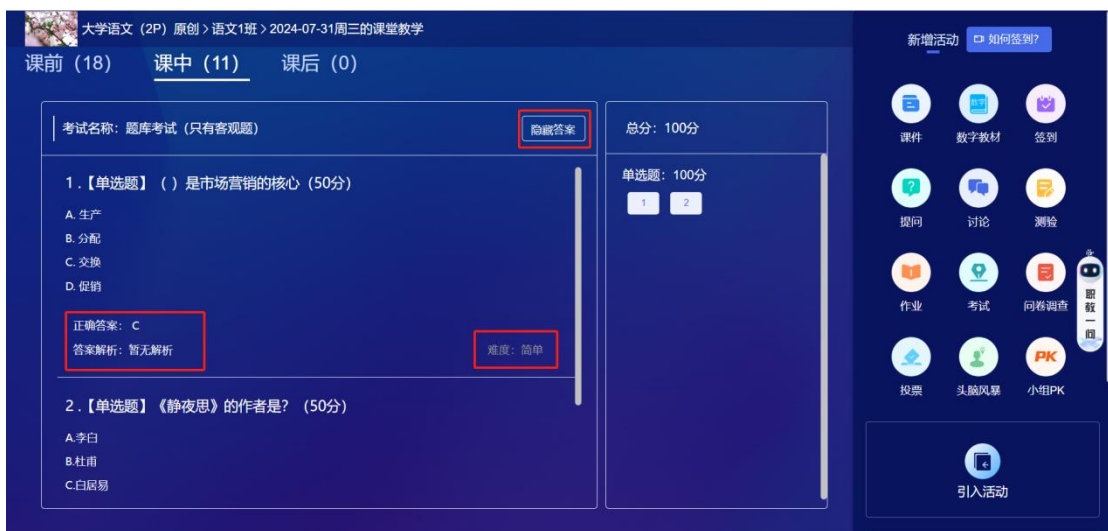 大学语文（2P）原创 > 语文1班 > 2024-07-31周三的课堂教学
课前（18） 课中（11） 课后（0）
考试名称：题库考试（只有客观题）
隐藏答案
1.【单选题】（ ）是市场营销的核心（50分）
A. 生产
B. 分配
C. 交换
D. 促销
正确答案： C
答案解析：暂无解析
难度：简单
2.【单选题】《静夜思》的作者是？（50分）
A.李白
B.杜甫
C.白居易
总分：100分
单选题：100分
1 2
新增活动 如何签到?
课件 数字教材 签到
提问 讨论 测验
作业 考试 问卷调查
PK
投票 头脑风暴 小组PK
引入活动
职教一问